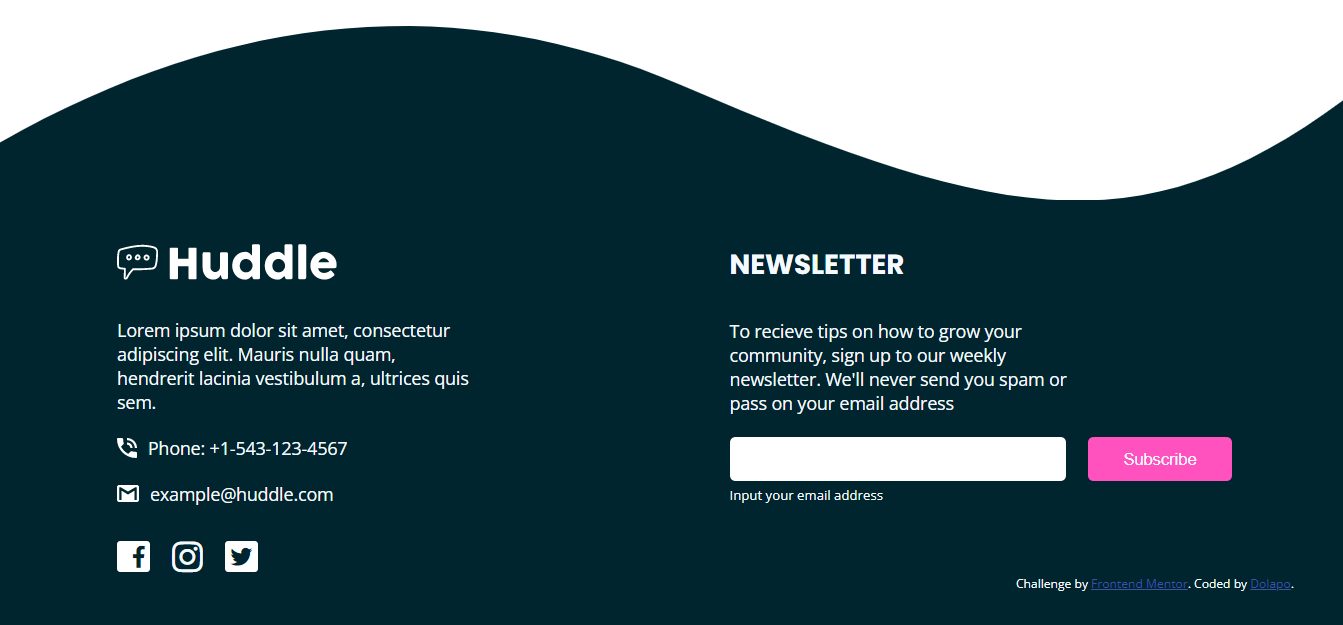 Huddle
Lorem ipsum dolor sit amet, consectetur
adipiscing elit. Mauris nulla quam,
hendrerit lacinia vestibulum a, ultrices quis
sem.
Phone: +1-543-123-4567
example@huddle.com
NEWSLETTER
To recieve tips on how to grow your
community, sign up to our weekly
newsletter. We'll never send you spam or
pass on your email address
Subscribe
Input your email address
Challenge by Frontend Mentor. Coded by Dolapo.